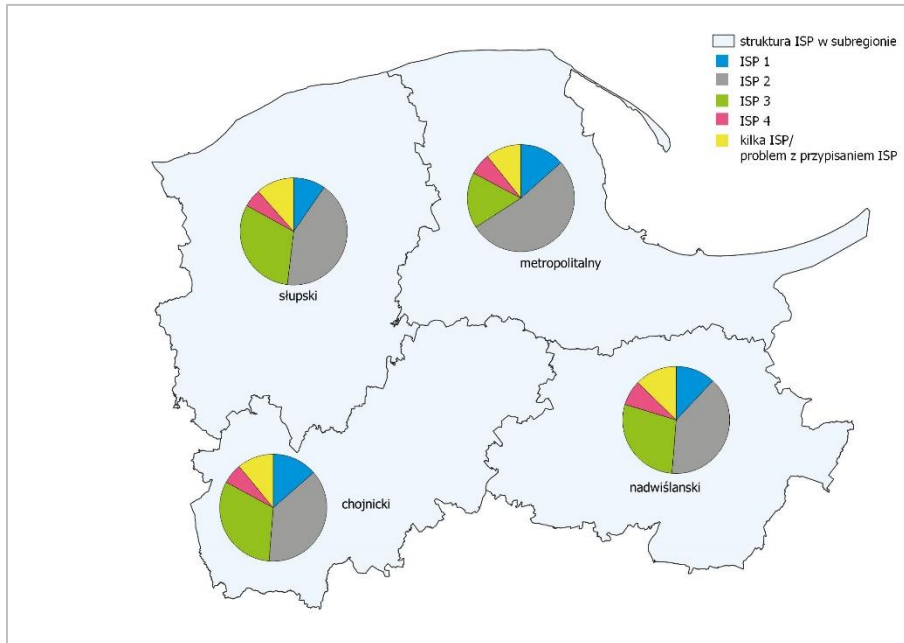 struktura ISP w subregionie
ISP 1
ISP 2
ISP 3
ISP 4
kilka ISP/
problem z przypisaniem ISP
metropolitalny
słupski
nadwiślanski
chojnicki